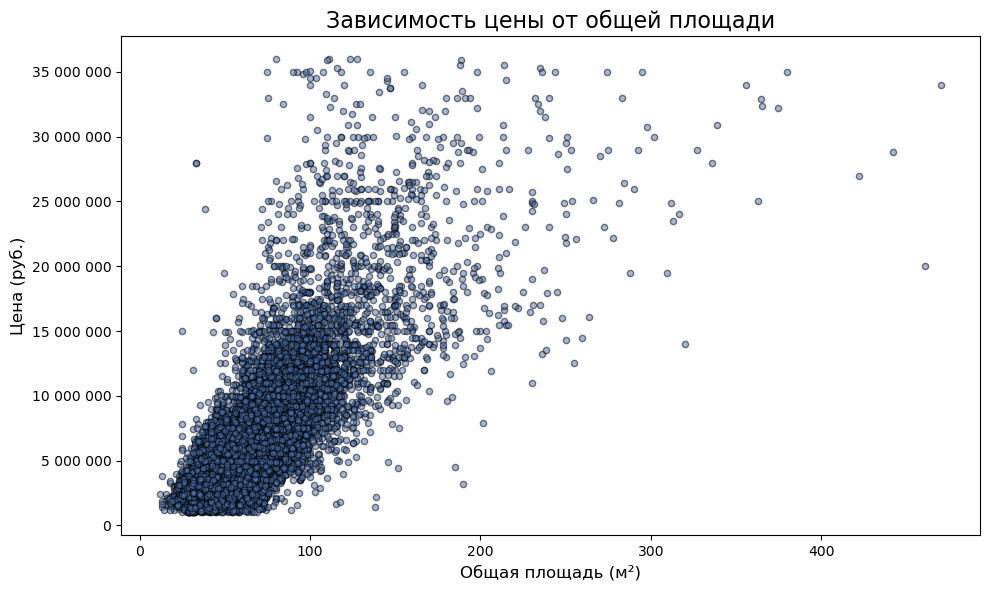 Зависимость цены от общей площади
Цена (руб.)
35 000 000
30 000 000
25 000 000
20 000 000
15 000 000
10 000 000
5 000 000
0
0 100 200 300 400
Общая площадь (м²)